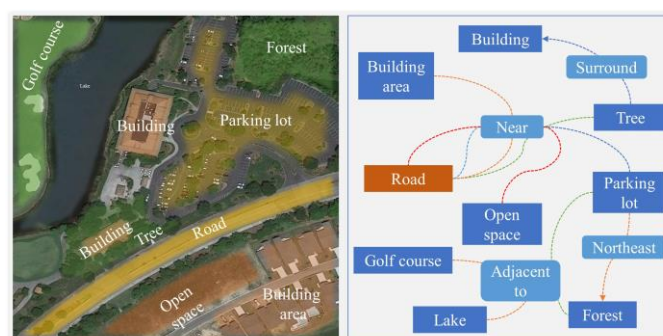 Golf course
Lake
Forest
Building
Parking lot
Building
Tree
Road
Open
space
Building
area
Building
Building
area
Surround
Near
Tree
Road
Parking
lot
Open
space
Northeast
Golf course
Adjacent
to
Lake
Forest